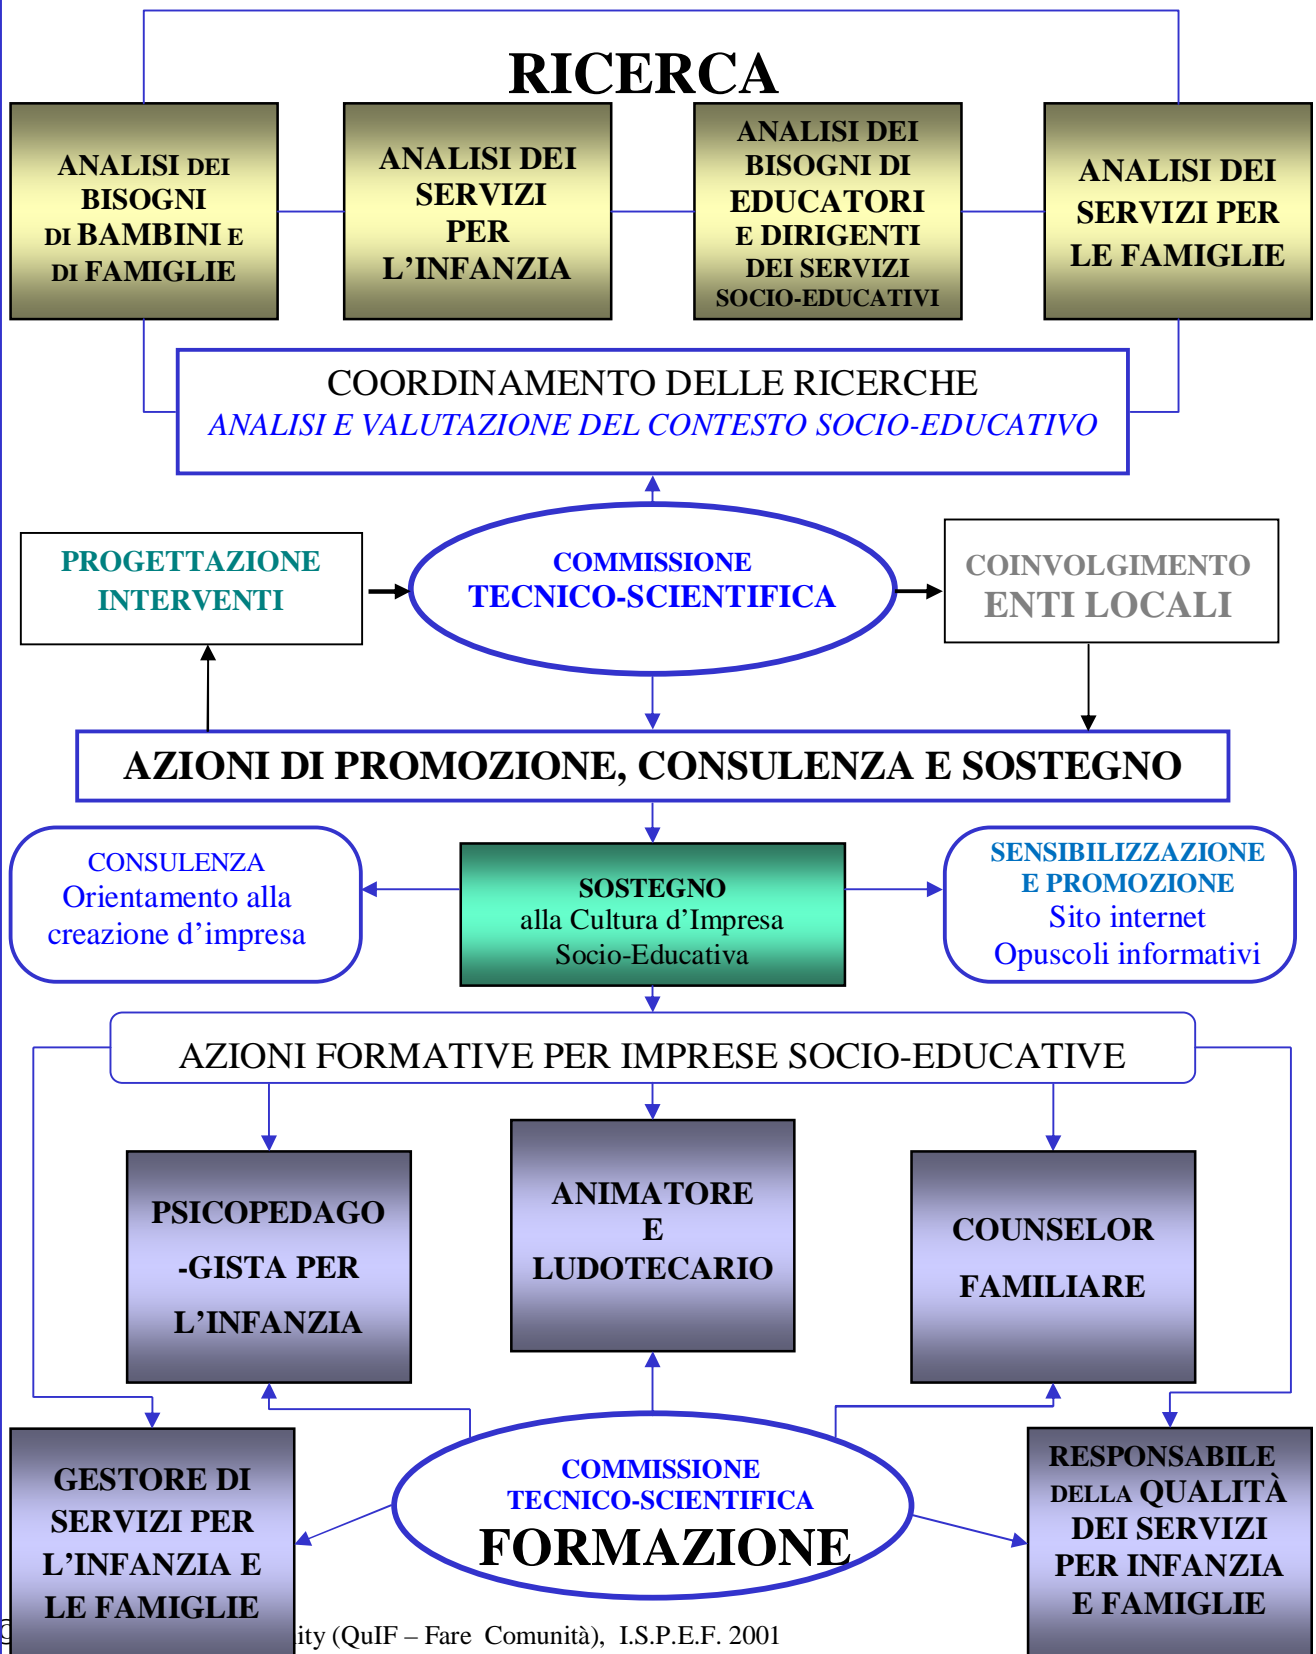 RICERCA
ANALISI DEI
BISOGNI
DI BAMBINI E
DI FAMIGLIE
ANALISI DEI
SERVIZI
PER
L’INFANZIA
ANALISI DEI
BISOGNI DI
EDUCATORI
E DIRIGENTI
DEI SERVIZI
SOCIO-EDUCATIVI
ANALISI DEI
SERVIZI PER
LE FAMIGLIE
COORDINAMENTO DELLE RICERCHE
ANALISI E VALUTAZIONE DEL CONTESTO SOCIO-EDUCATIVO
PROGETTAZIONE
INTERVENTI
COMMISSIONE
TECNICO-SCIENTIFICA
COINVOLGIMENTO
ENTI LOCALI
AZIONI DI PROMOZIONE, CONSULENZA E SOSTEGNO
CONSULENZA
Orientamento alla
creazione d’impresa
SOSTEGNO
alla Cultura d’Impresa
Socio-Educativa
SENSIBILIZZAZIONE
E PROMOZIONE
Sito internet
Opuscoli informativi
AZIONI FORMATIVE PER IMPRESE SOCIO-EDUCATIVE
PSICOPEDAGO
-GISTA PER
L’INFANZIA
ANIMATORE
E
LUDOTECARIO
COUNSELOR
FAMILIARE
GESTORE DI
SERVIZI PER
L’INFANZIA E
LE FAMIGLIE
COMMISSIONE
TECNICO-SCIENTIFICA
FORMAZIONE
RESPONSABILE
DELLA QUALITÀ
DEI SERVIZI
PER INFANZIA
E FAMIGLIE
ity (QuIF – Fare Comunità), I.S.P.E.F. 2001